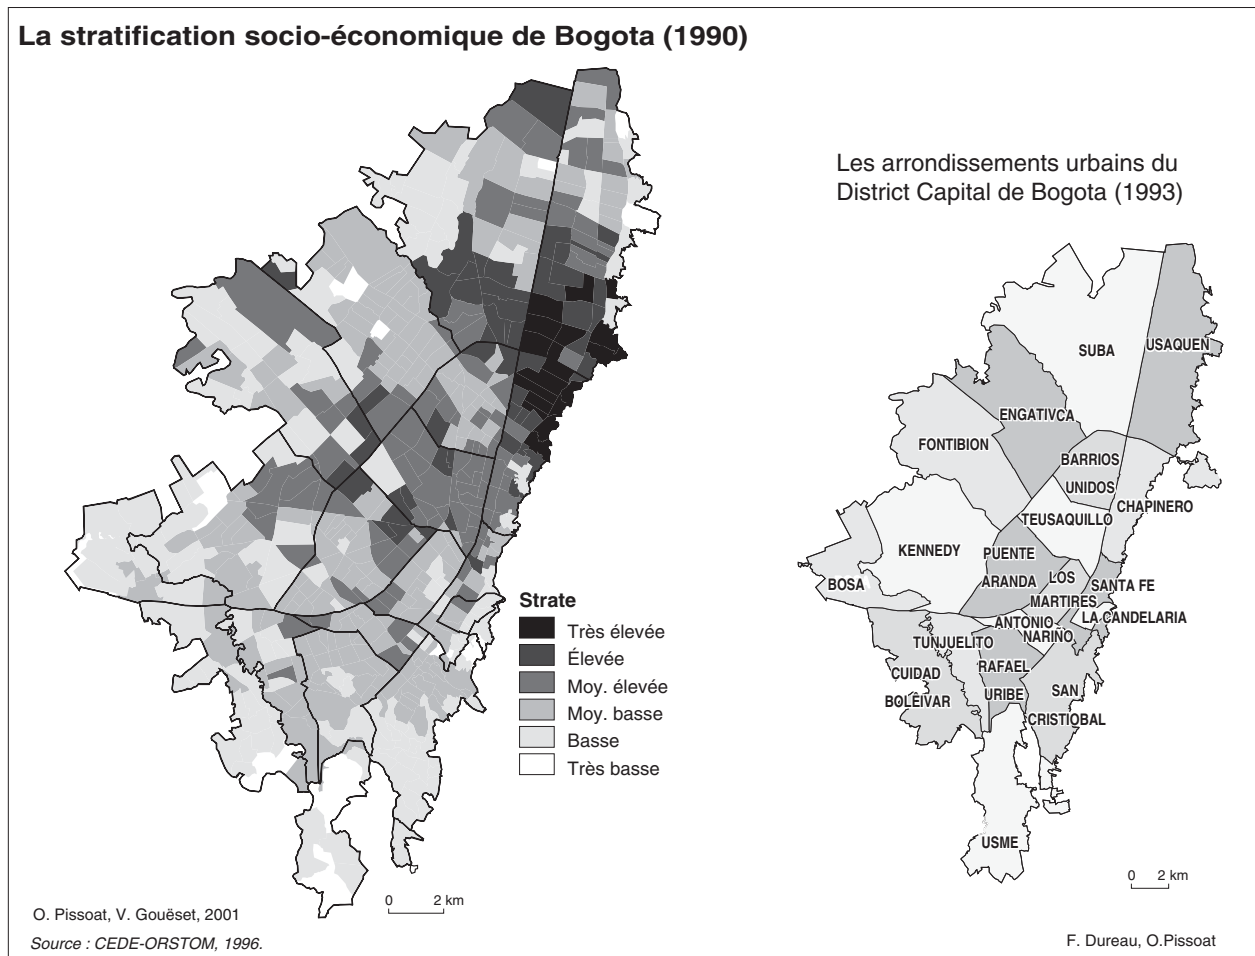 La stratification socio-économique de Bogota (1990)
Strate
Très élevée
Élevée
Moy. élevée
Moy. basse
Basse
Très basse
0 2 km
O. Pissoat, V. Gouëset, 2001
Source : CEDE-ORSTOM, 1996.
Les arrondissements urbains du
District Capital de Bogota (1993)
SUBA
USAQUEN
ENGATIVCA
FONTIBION
BARRIOS
UNIDOS
CHAPINERO
TEUSAQUILLO
KENNEDY
PUENTE
ARANDA
BOSA
LOS
MARTIRES
SANTA FE
LA CANDELARIA
ANTONIO
NARIÑO
TUNJUELITO
CUIDAD
BOLEIVAR
RAFAEL
URIBE
SAN
CRISTIOBAL
USME
0 2 km
F. Dureau, O.Pissoat